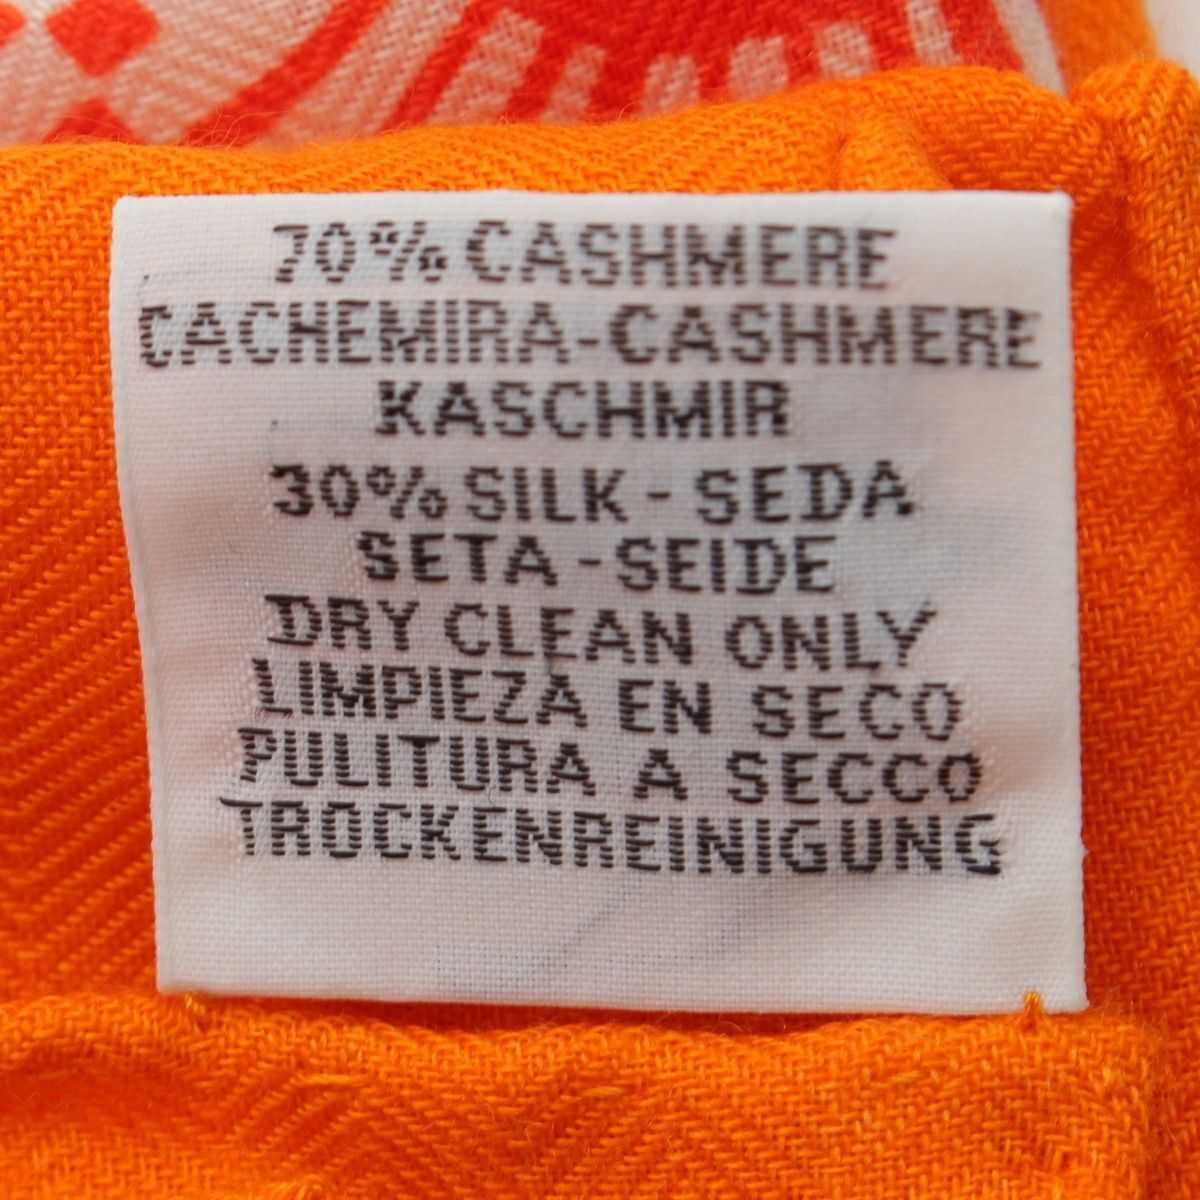 70% CASHMERE
CACHEMIRA-CASHMERE
KASCHMIR
30% SILK - SEDA
SETA - SEIDE
DRY CLEAN ONLY
LIMPIEZA EN SECO
PULITURA A SECCO
TROCKENREINIGUNG